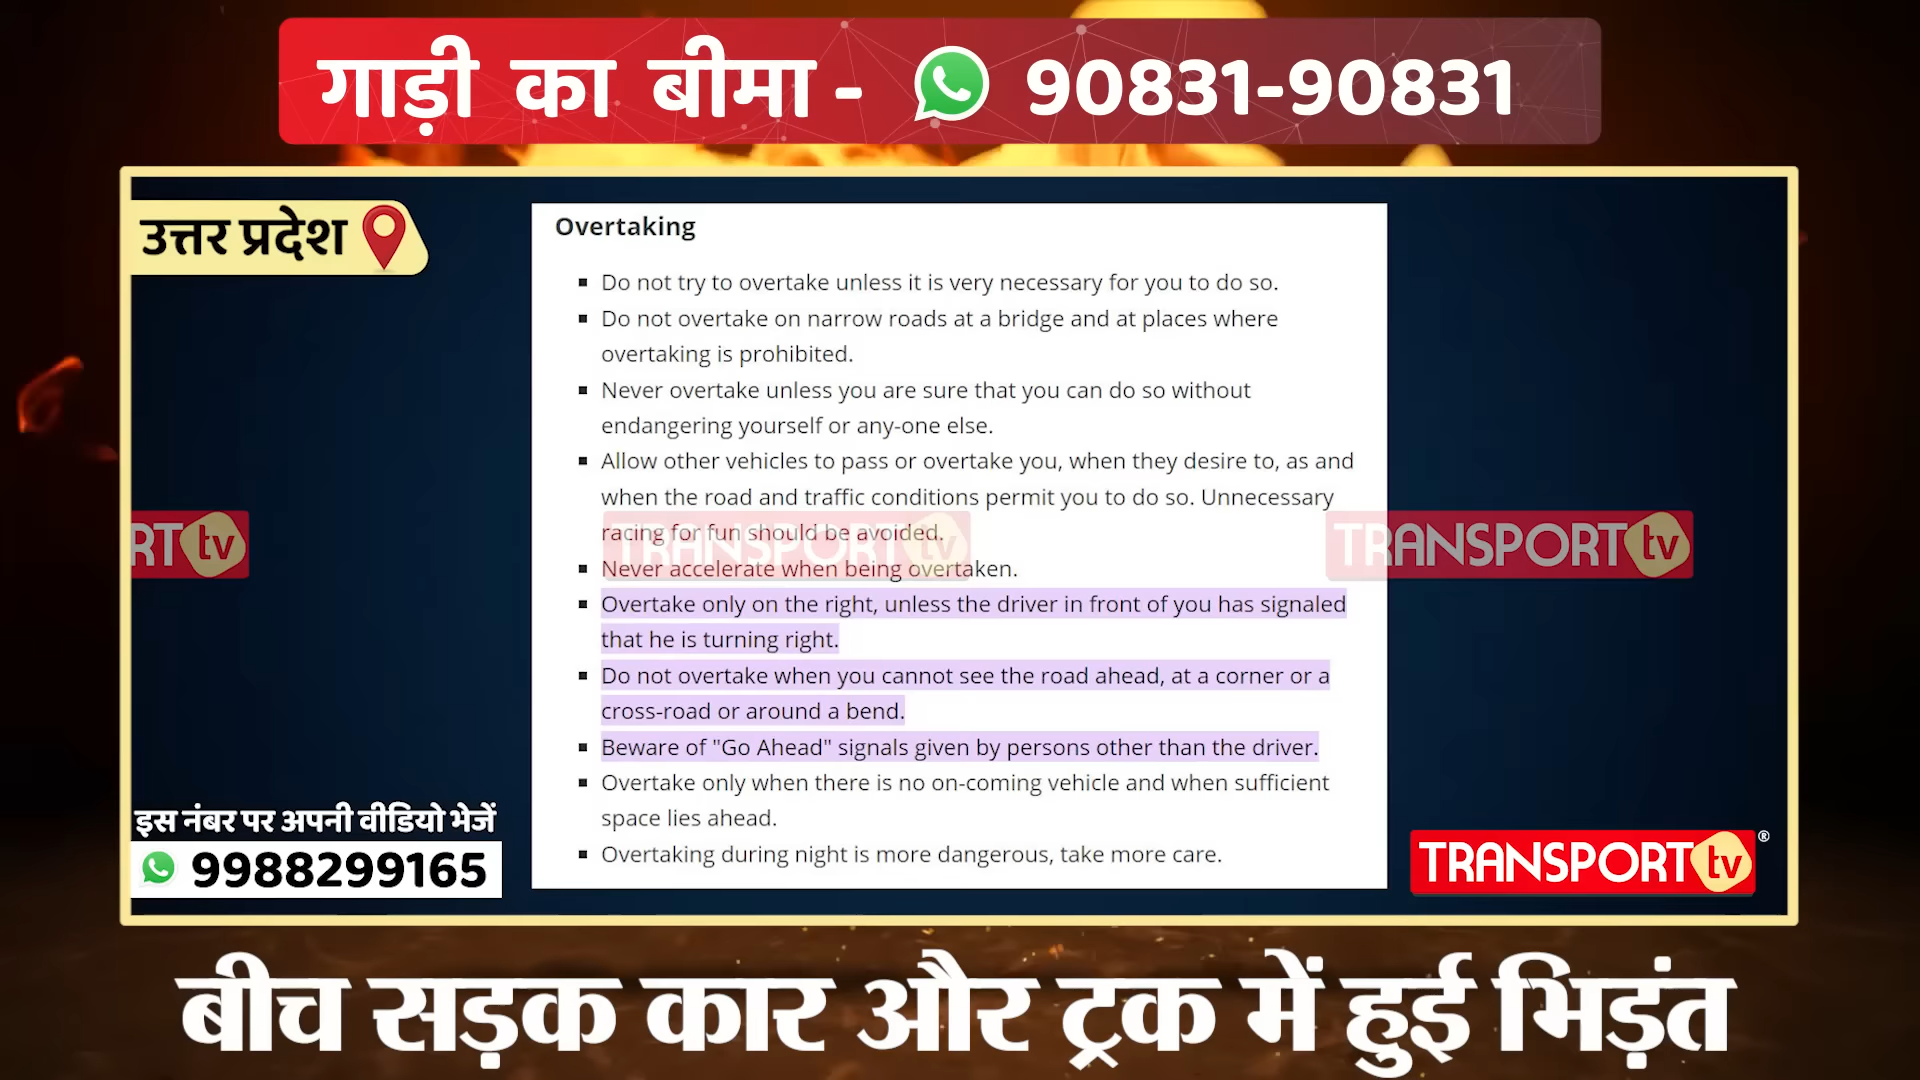 गाड़ी का बीमा - 90831-90831
उत्तर प्रदेश
Overtaking
▪ Do not try to overtake unless it is very necessary for you to do so.
▪ Do not overtake on narrow roads at a bridge and at places where
overtaking is prohibited.
▪ Never overtake unless you are sure that you can do so without
endangering yourself or any-one else.
▪ Allow other vehicles to pass or overtake you, when they desire to, as and
when the road and traffic conditions permit you to do so. Unnecessary
racing for fun should be avoided.
▪ Never accelerate when being overtaken.
▪ Overtake only on the right, unless the driver in front of you has signaled
that he is turning right.
▪ Do not overtake when you cannot see the road ahead, at a corner or a
cross-road or around a bend.
▪ Beware of "Go Ahead" signals given by persons other than the driver.
▪ Overtake only when there is no on-coming vehicle and when sufficient
space lies ahead.
▪ Overtaking during night is more dangerous, take more care.
RT tv
TRANSPORT tv
TRANSPORT tv
इस नंबर पर अपनी वीडियो भेजें
9988299165
TRANSPORT tv ®
बीच सड़क कार और ट्रक में हुई भिड़ंत